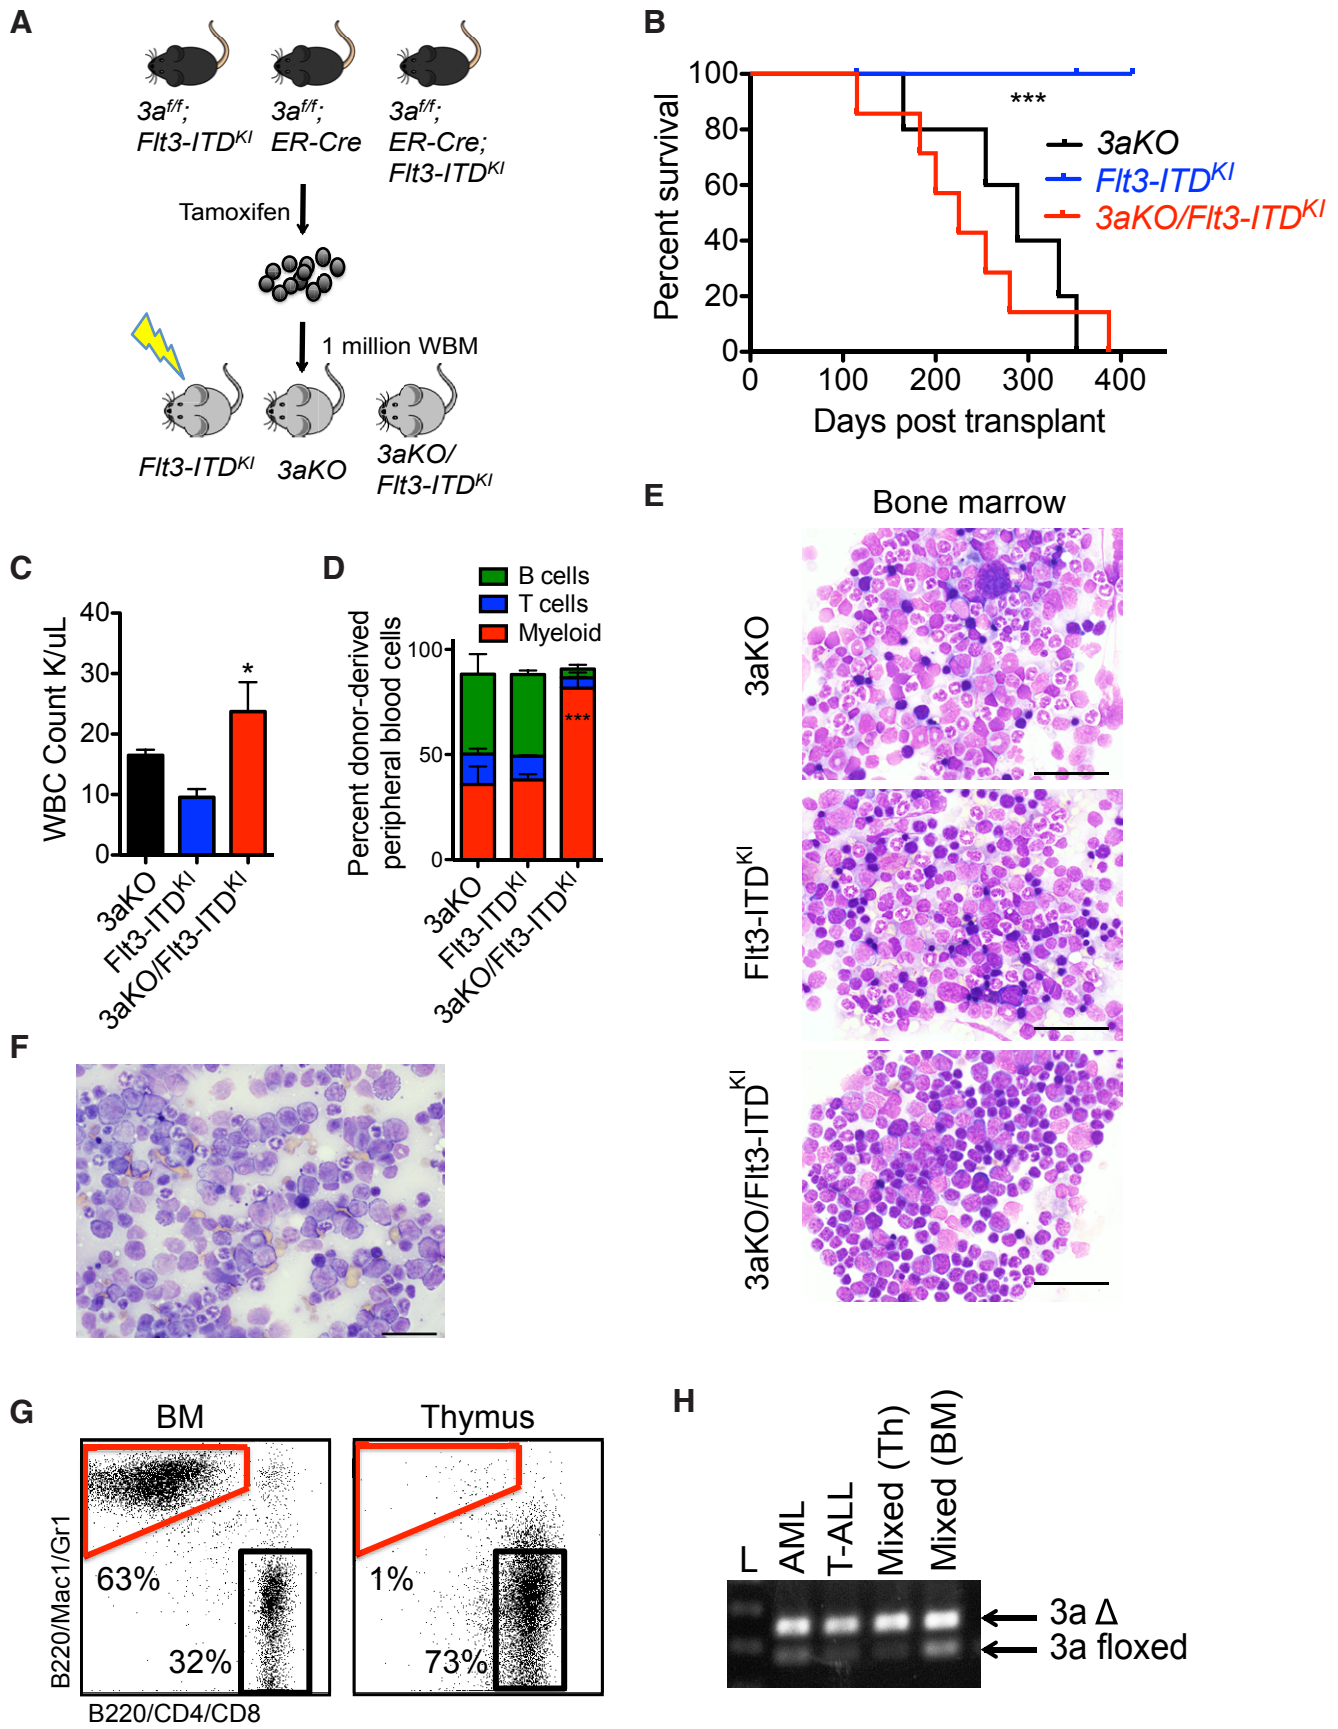 A
3a^f/f;
Flt3-ITD^KI
3a^f/f;
ER-Cre
3a^f/f;
ER-Cre;
Flt3-ITD^KI
Tamoxifen
1 million WBM
Flt3-ITD^KI
3aKO
3aKO/
Flt3-ITD^KI
B
Percent survival
100
80
60
40
20
0
0 100 200 300 400
Days post transplant
***
3aKO
Flt3-ITD^KI
3aKO/Flt3-ITD^KI
C
WBC Count K/uL
40
30
20
10
0
*
3aKO
Flt3-ITD^KI
3aKO/Flt3-ITD^KI
D
B cells
T cells
Myeloid
Percent donor-derived
peripheral blood cells
100
50
0
***
3aKO
Flt3-ITD^KI
3aKO/Flt3-ITD^KI
E
Bone marrow
3aKO
Flt3-ITD^KI
3aKO/Flt3-ITD^KI
F
G
BM
Thymus
B220/Mac1/Gr1
63%
32%
1%
73%
B220/CD4/CD8
H
L
AML
T-ALL
Mixed (Th)
Mixed (BM)
3a Δ
3a floxed